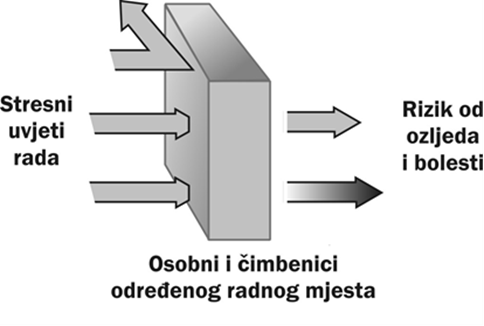 Stresni
uvjeti
rada
Rizik od
ozljeda
i bolesti
Osobni i čimbenici
određenog radnog mjesta